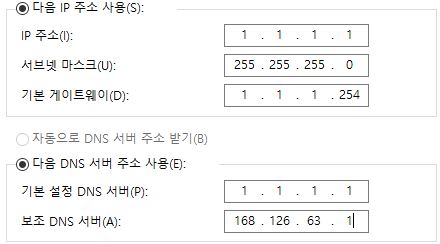 다음 IP 주소 사용(S):
IP 주소(I): 1 . 1 . 1 . 1
서브넷 마스크(U): 255 . 255 . 255 . 0
기본 게이트웨이(D): 1 . 1 . 1 . 254
자동으로 DNS 서버 주소 받기(B)
다음 DNS 서버 주소 사용(E):
기본 설정 DNS 서버(P): 1 . 1 . 1 . 1
보조 DNS 서버(A): 168 . 126 . 63 . 1